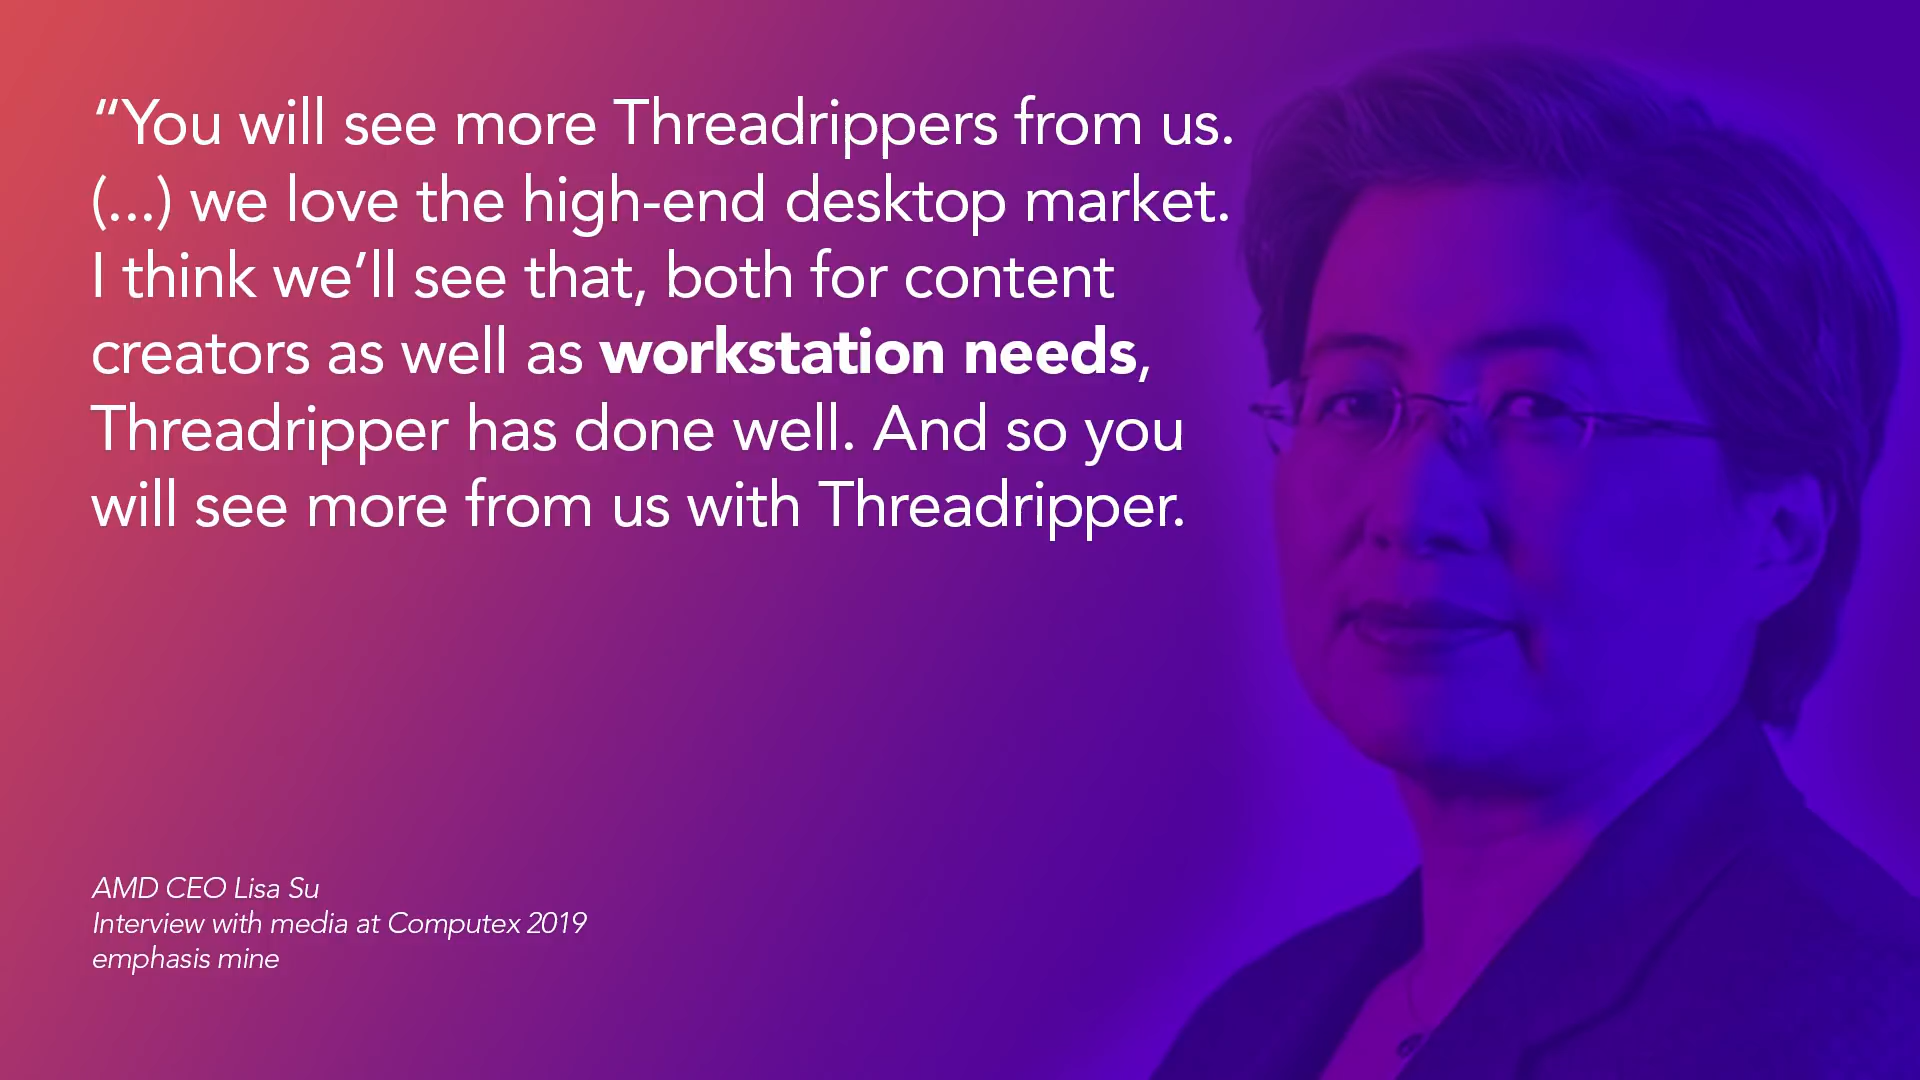 “You will see more Threadrippers from us.
(...) we love the high-end desktop market.
I think we’ll see that, both for content
creators as well as workstation needs,
Threadripper has done well. And so you
will see more from us with Threadripper.
AMD CEO Lisa Su
Interview with media at Computex 2019
emphasis mine